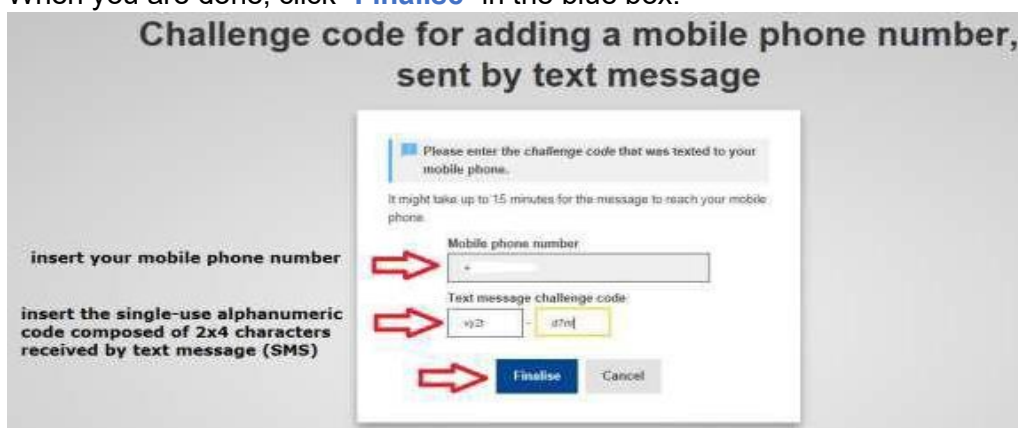 When you are done, click "Finalise" in the blue box.
Challenge code for adding a mobile phone number,
sent by text message
Please enter the challenge code that was texted to your
mobile phone.
It might take up to 15 minutes for the message to reach your mobile
phone.
Mobile phone number
insert your mobile phone number
+
Text message challenge code
insert the single-use alphanumeric
code composed of 2x4 characters
received by text message (SMS)
-
Finalise Cancel